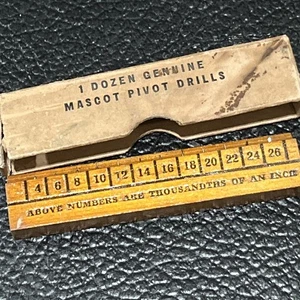 1 DOZEN GENUINE
MASCOT PIVOT DRILLS
4 6 8 10 12 14 16 18 20 22 24 26
ABOVE NUMBERS ARE THOUSANDTHS OF AN INCH